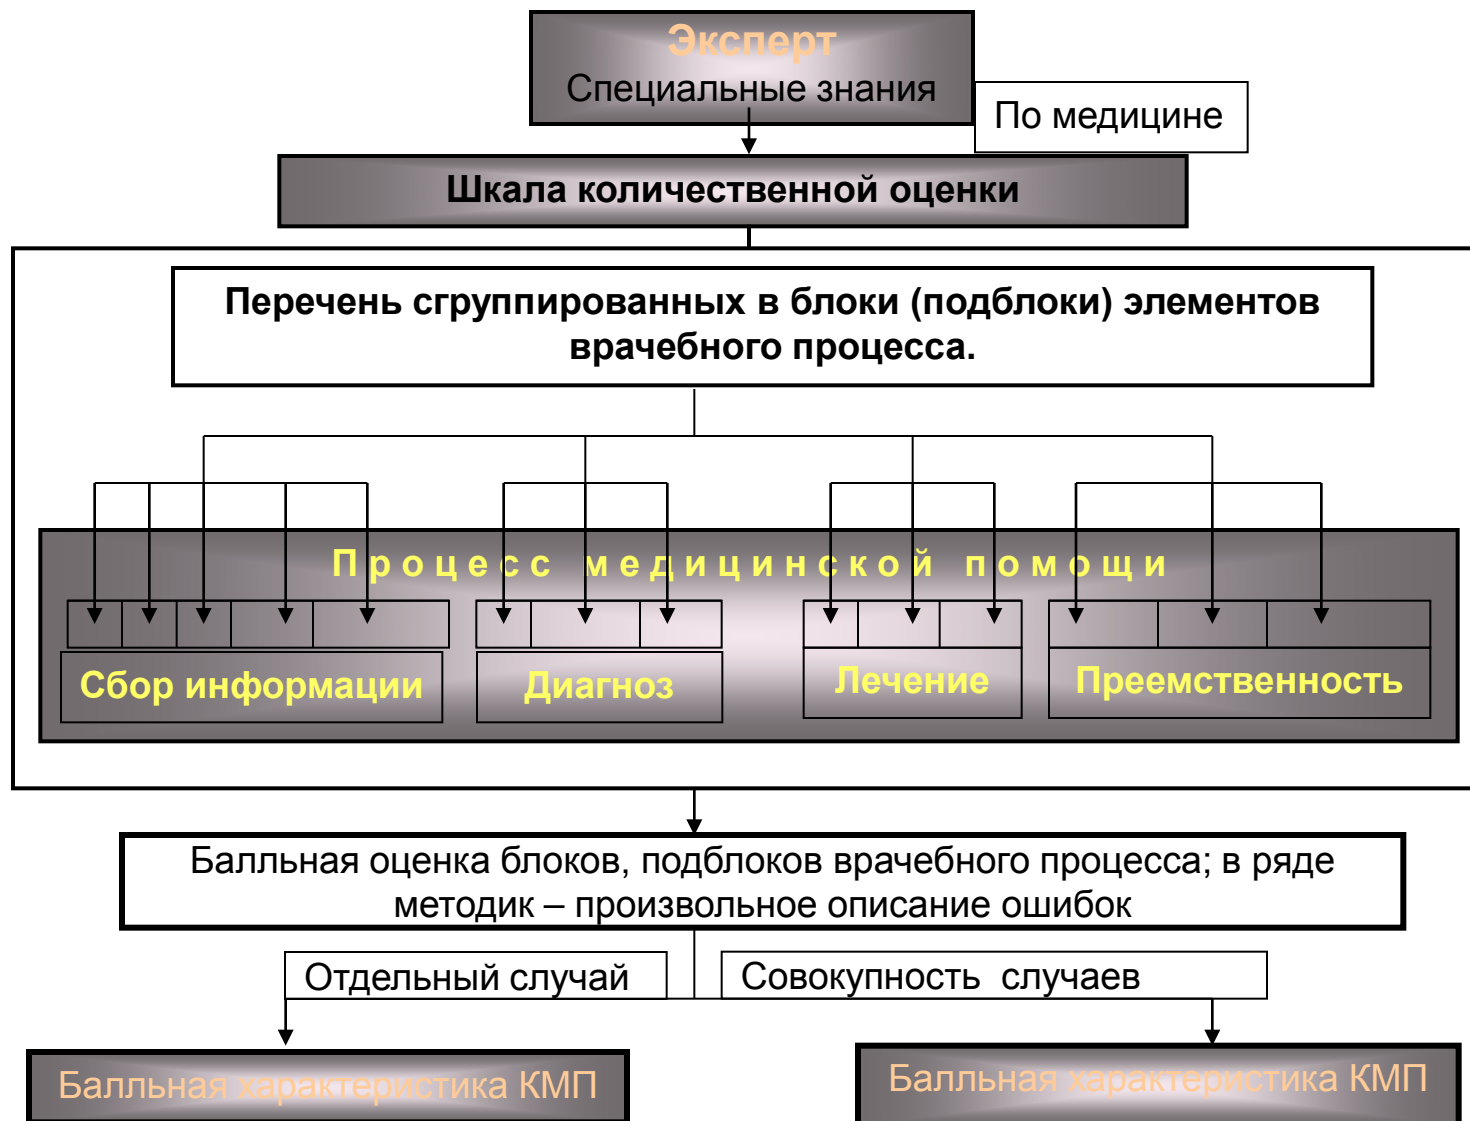 Эксперт
Специальные знания
По медицине
Шкала количественной оценки
Перечень сгруппированных в блоки (подблоки) элементов
врачебного процесса.
Процесс медицинской помощи
Сбор информации
Диагноз
Лечение
Преемственность
Балльная оценка блоков, подблоков врачебного процесса; в ряде
методик – произвольное описание ошибок
Отдельный случай
Совокупность случаев
Балльная характеристика КМП
Балльная характеристика КМП